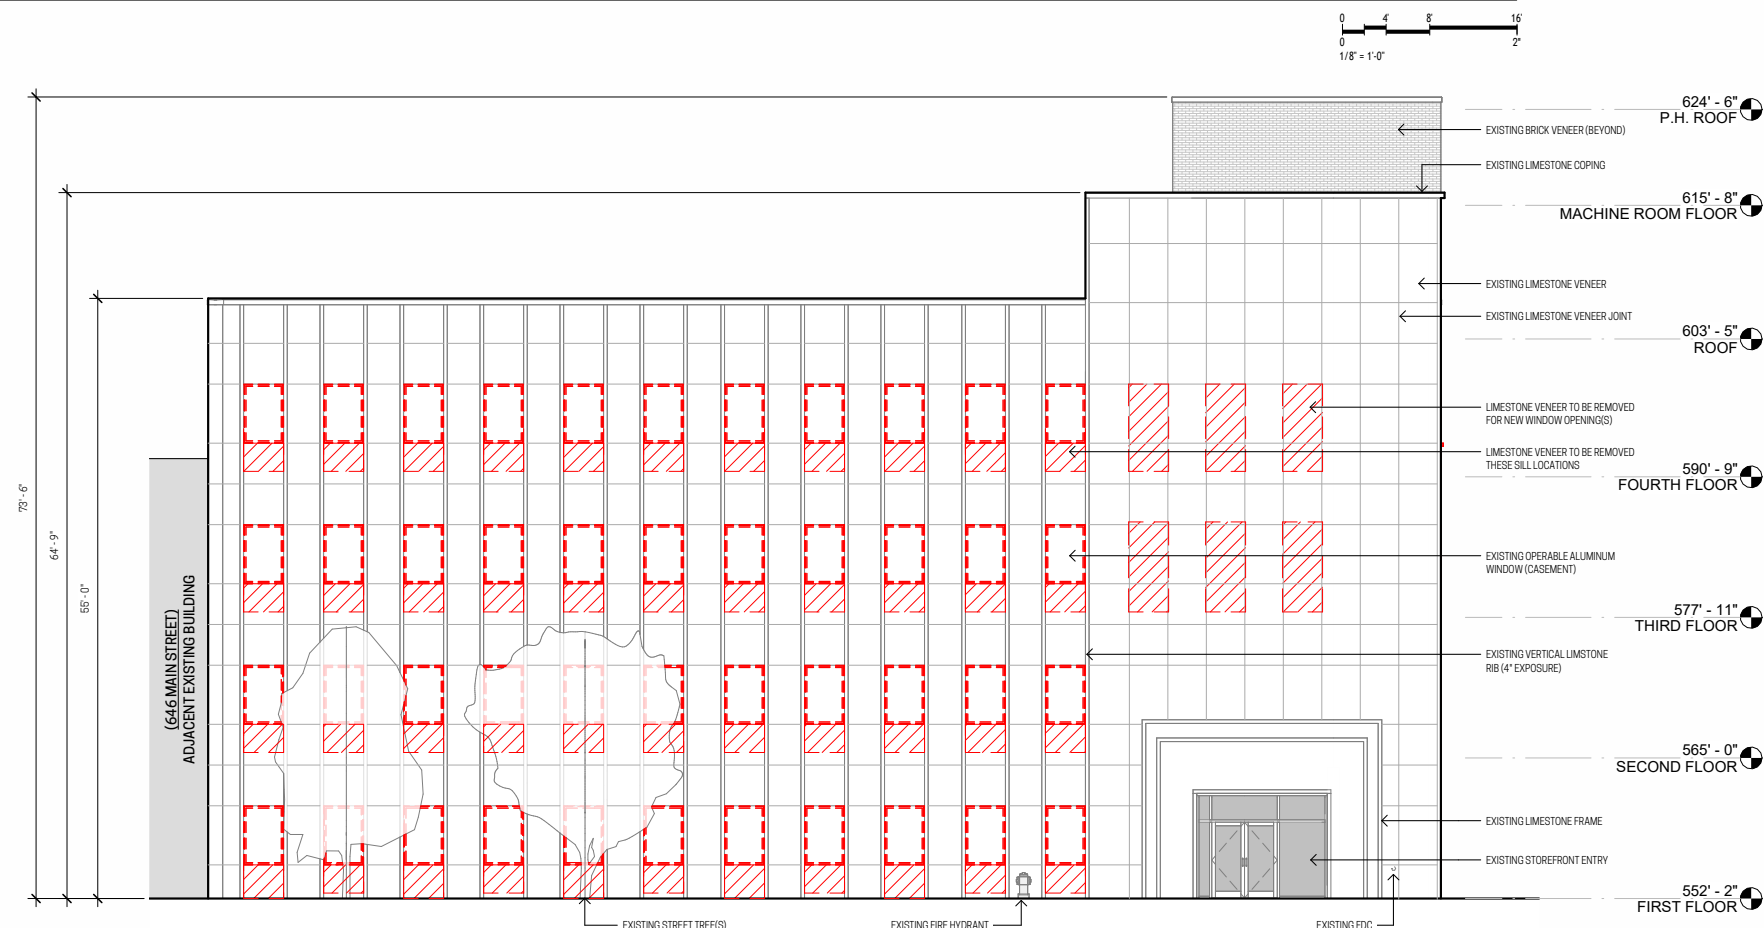 0 4' 8' 16'
0 2"
1/8" = 1'-0"
624' - 6"
P.H. ROOF
EXISTING BRICK VENEER (BEYOND)
EXISTING LIMESTONE COPING
615' - 8"
MACHINE ROOM FLOOR
EXISTING LIMESTONE VENEER
EXISTING LIMESTONE VENEER JOINT
603' - 5"
ROOF
LIMESTONE VENEER TO BE REMOVED
FOR NEW WINDOW OPENING(S)
LIMESTONE VENEER TO BE REMOVED
THESE SILL LOCATIONS
590' - 9"
FOURTH FLOOR
EXISTING OPERABLE ALUMINUM
WINDOW (CASEMENT)
577' - 11"
THIRD FLOOR
EXISTING VERTICAL LIMSTONE
RIB (4" EXPOSURE)
565' - 0"
SECOND FLOOR
EXISTING LIMESTONE FRAME
EXISTING STOREFRONT ENTRY
552' - 2"
FIRST FLOOR
73' - 6"
64' - 9"
55' - 0"
(646 MAIN STREET)
ADJACENT EXISTING BUILDING
EXISTING STREET TREE(S)
EXISTING FIRE HYDRANT
EXISTING FDC